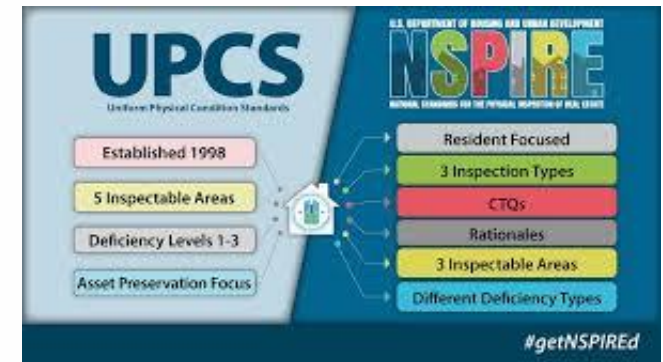 UPCS
Uniform Physical Condition Standards
Established 1998
5 Inspectable Areas
Deficiency Levels 1-3
Asset Preservation Focus
U.S. DEPARTMENT OF HOUSING AND URBAN DEVELOPMENT
NSPIRE
NATIONAL STANDARDS FOR THE PHYSICAL INSPECTION OF REAL ESTATE
Resident Focused
3 Inspection Types
CTQs
Rationales
3 Inspectable Areas
Different Deficiency Types
#getNSPIREd